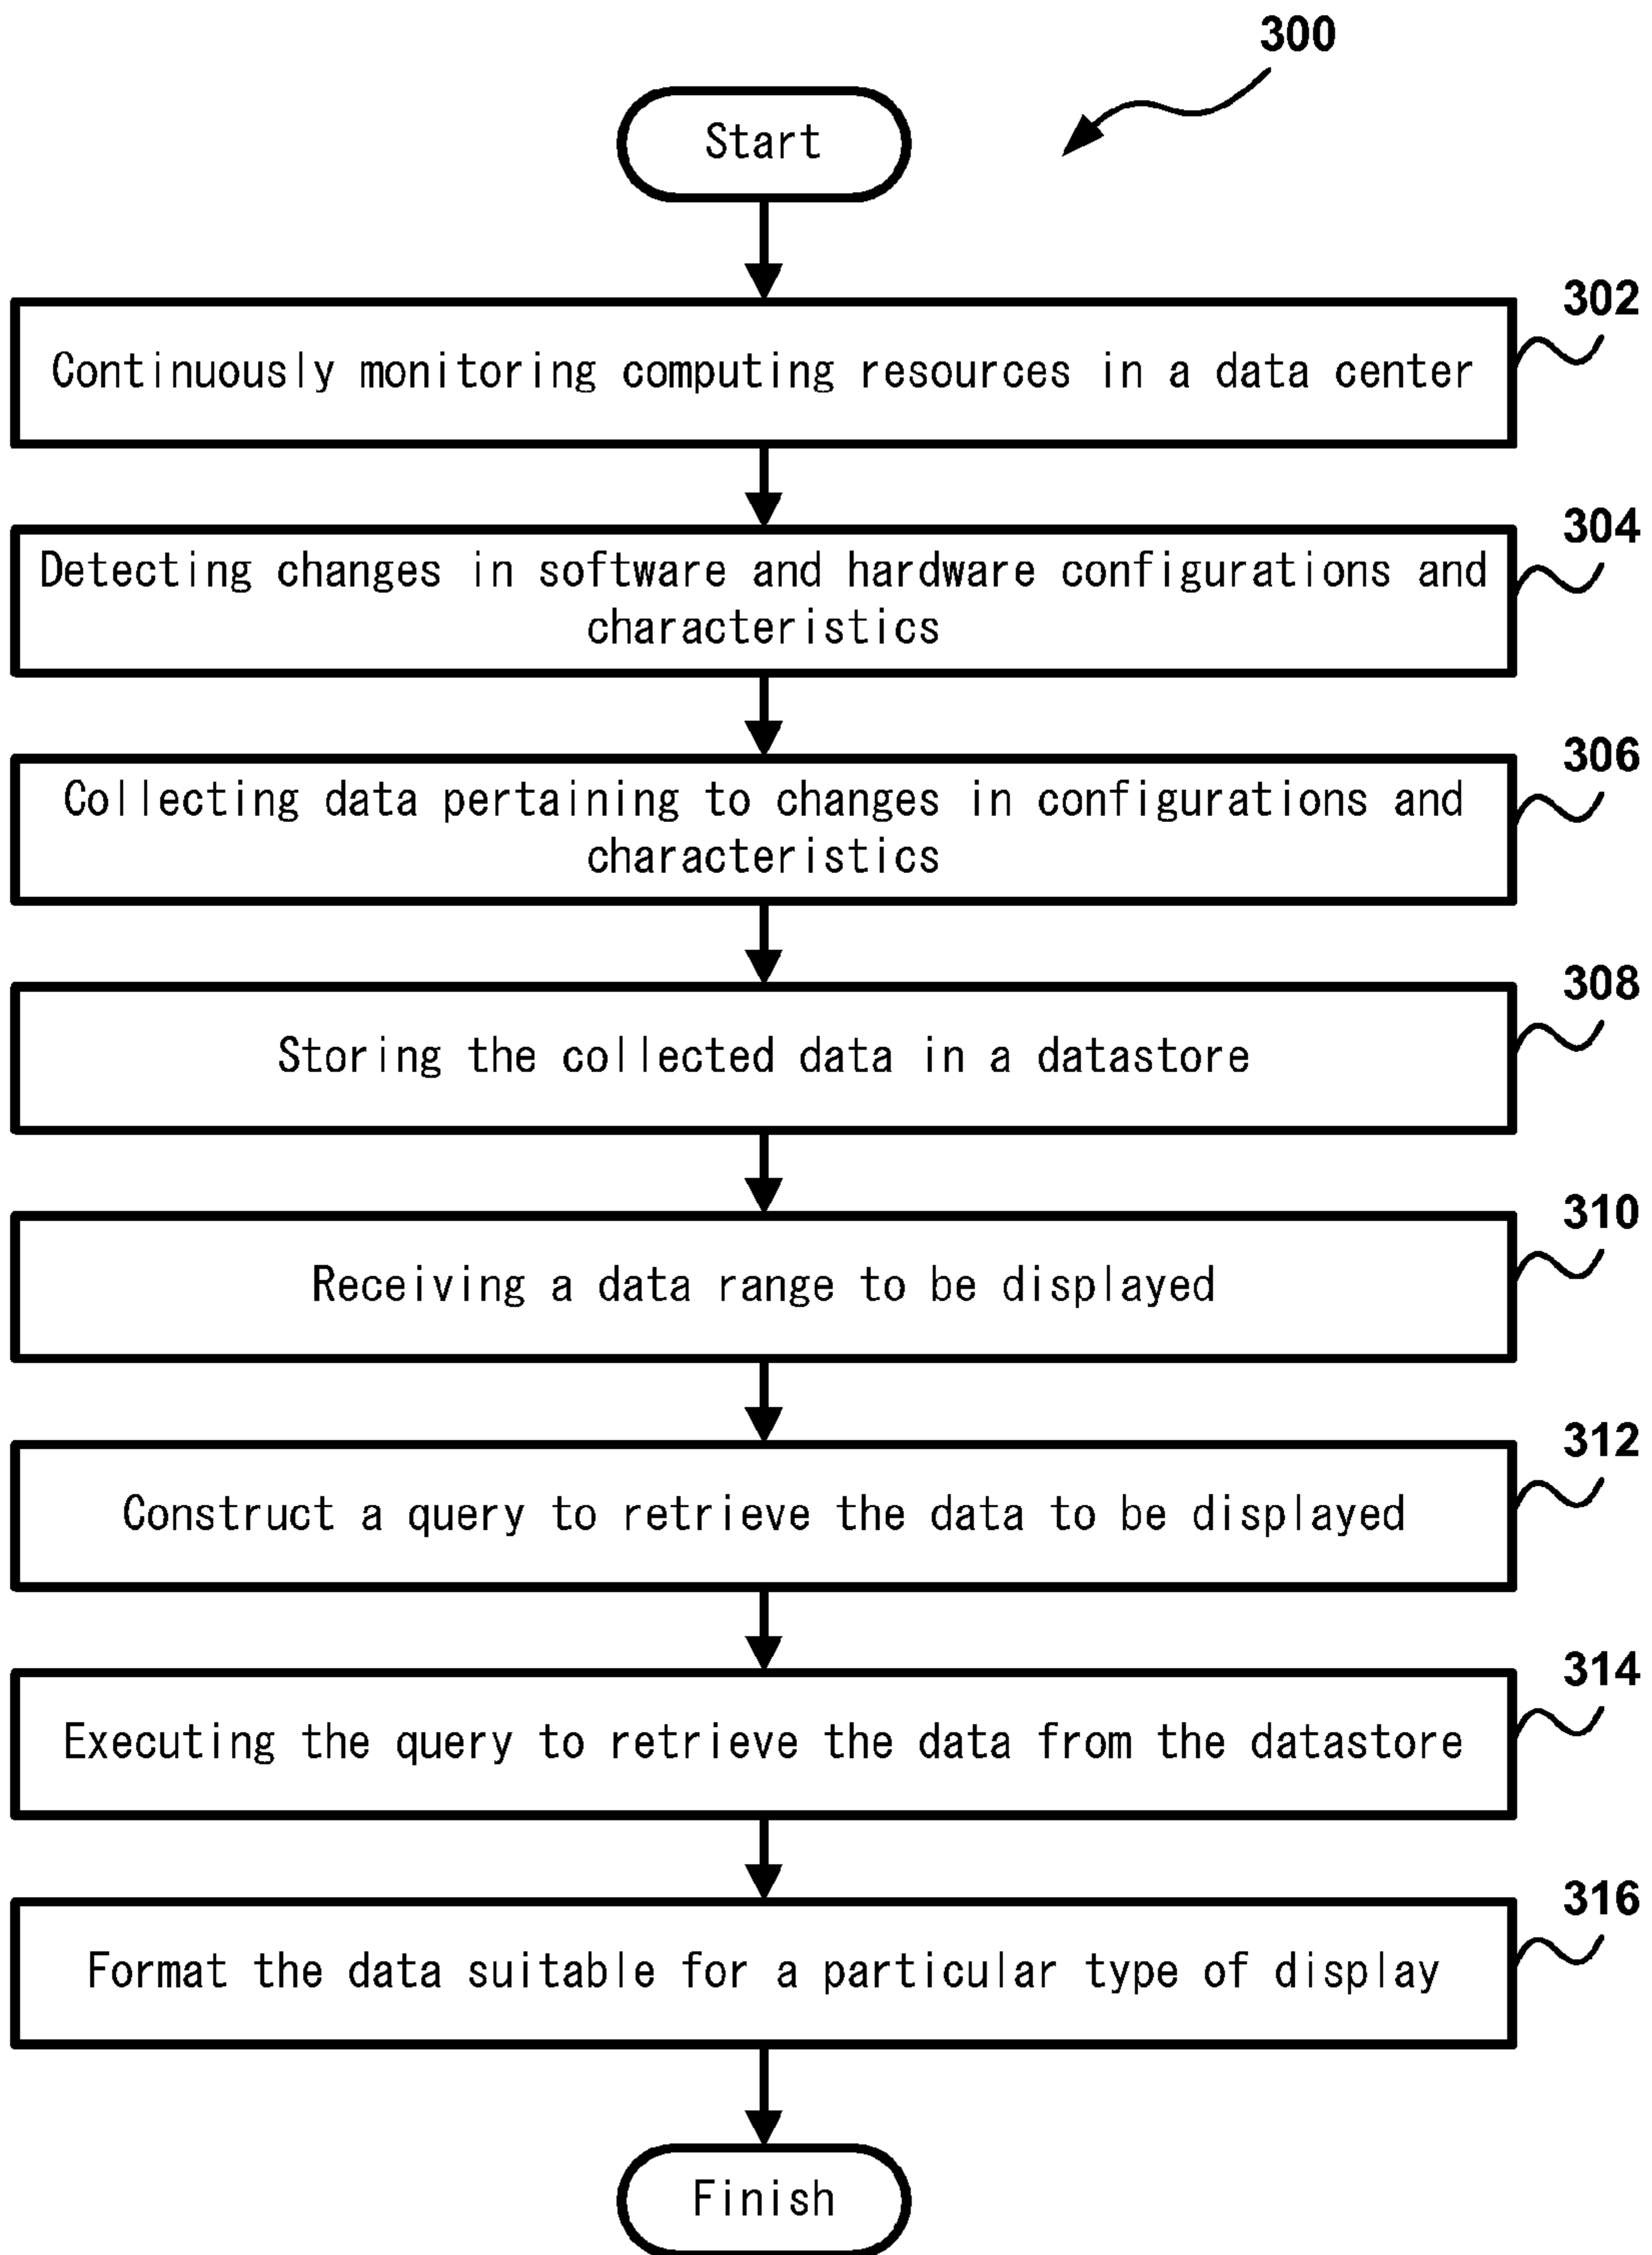 300
Start
302
Continuously monitoring computing resources in a data center
304
Detecting changes in software and hardware configurations and
characteristics
306
Collecting data pertaining to changes in configurations and
characteristics
308
Storing the collected data in a datastore
310
Receiving a data range to be displayed
312
Construct a query to retrieve the data to be displayed
314
Executing the query to retrieve the data from the datastore
316
Format the data suitable for a particular type of display
Finish